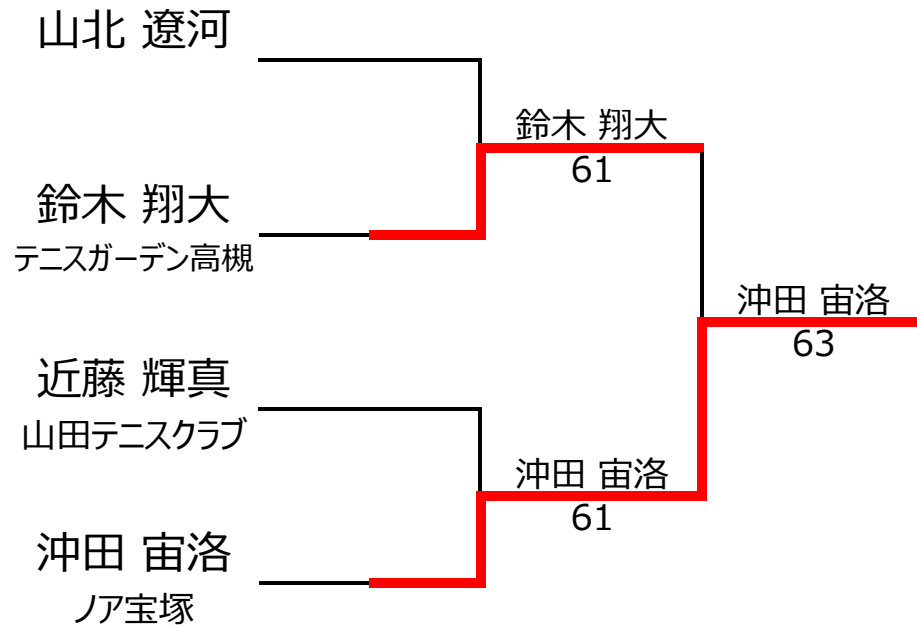 山北 遼河
鈴木 翔大
61
鈴木 翔大
テニスガーデン高槻
沖田 宙洛
63
近藤 輝真
山田テニスクラブ
沖田 宙洛
61
沖田 宙洛
ノア宝塚